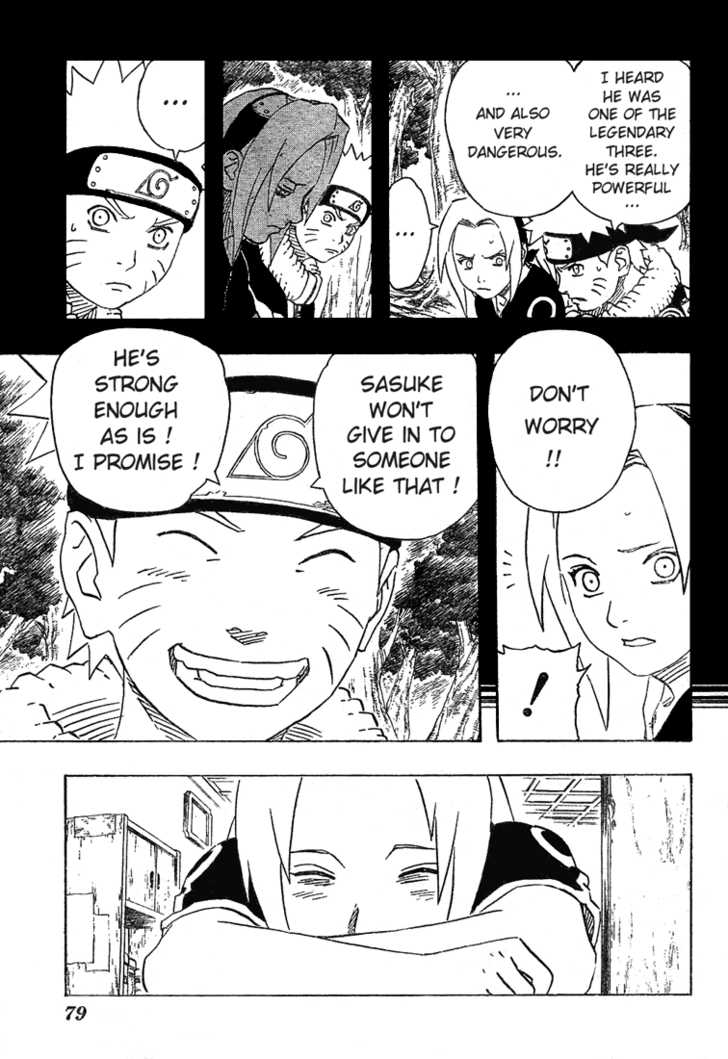 I HEARD
HE WAS
ONE OF THE
LEGENDARY
THREE.
HE'S REALLY
POWERFUL
...
...
AND ALSO
VERY
DANGEROUS.
...
...
DON'T
WORRY
!!
!
SASUKE
WON'T
GIVE IN TO
SOMEONE
LIKE THAT !
HE'S
STRONG
ENOUGH
AS IS !
I PROMISE !
79